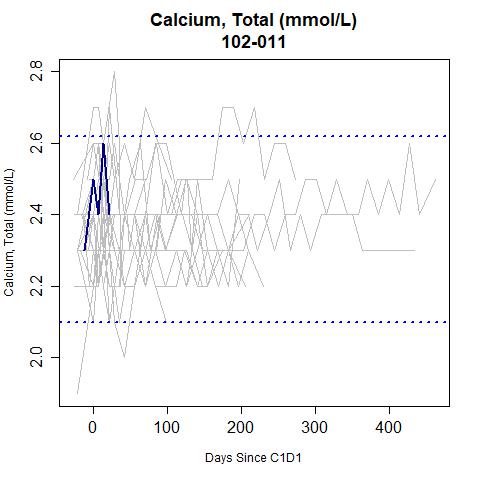 Calcium, Total (mmol/L)
102-011
Calcium, Total (mmol/L)
2.8
2.6
2.4
2.2
2.0
0 100 200 300 400
Days Since C1D1